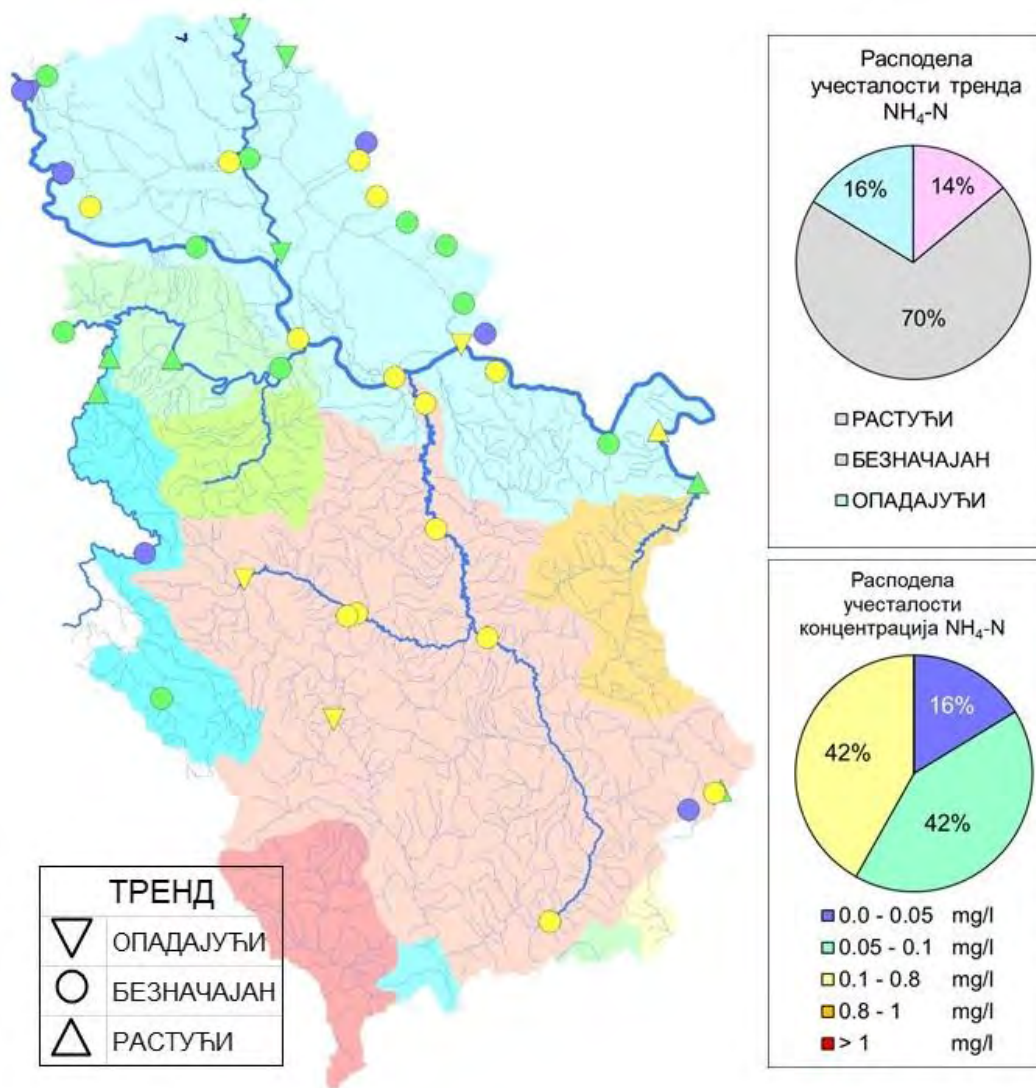 Расподела
учесталости тренда
NH₄-N
16%
14%
70%
РАСТУЋИ
БЕЗНАЧАЈАН
ОПАДАЈУЋИ
Расподела
учесталости
концентрација NH₄-N
16%
42%
42%
0.0 - 0.05 mg/l
0.05 - 0.1 mg/l
0.1 - 0.8 mg/l
0.8 - 1 mg/l
> 1 mg/l
ТРЕНД
ОПАДАЈУЋИ
БЕЗНАЧАЈАН
РАСТУЋИ